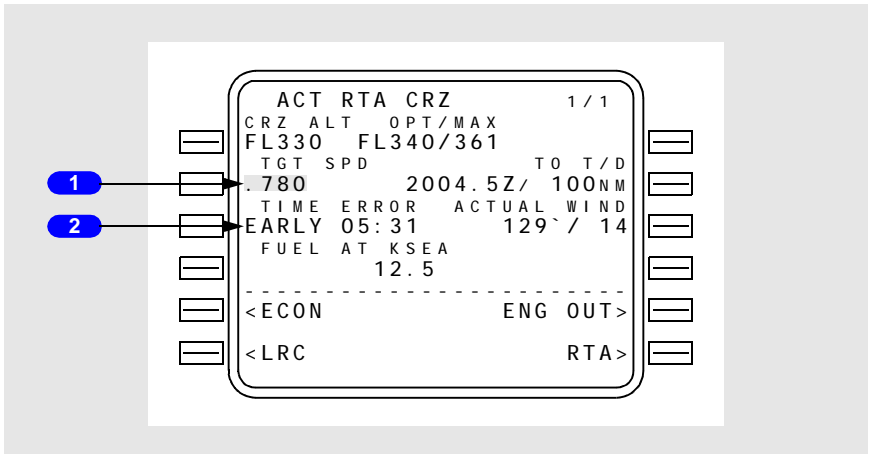 ACT RTA CRZ 1/1
CRZ ALT OPT/MAX
FL330 FL340/361
TGT SPD TO T/D
1 .780 2004.5Z/ 100NM
TIME ERROR ACTUAL WIND
2 EARLY 05:31 129`/ 14
FUEL AT KSEA
12.5
------------------------
<ECON ENG OUT>
<LRC RTA>